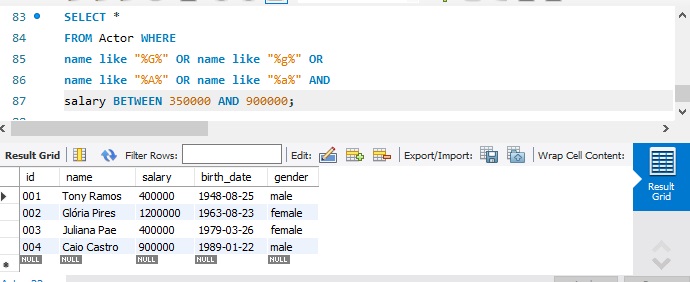 83 SELECT *
84 FROM Actor WHERE
85 name like "%G%" OR name like "%g%" OR
86 name like "%A%" OR name like "%a%" AND
87 salary BETWEEN 350000 AND 900000;
Result Grid Filter Rows: Edit: Export/Import: Wrap Cell Content:
id name salary birth_date gender
001 Tony Ramos 400000 1948-08-25 male
002 Glória Pires 1200000 1963-08-23 female
003 Juliana Pae 400000 1979-03-26 female
004 Caio Castro 900000 1989-01-22 male
NULL NULL NULL NULL NULL
Result
Grid